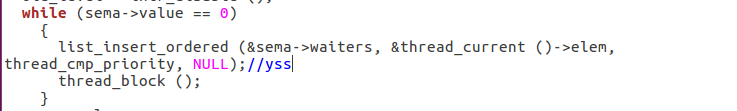 while (sema->value == 0)
{
list_insert_ordered (&sema->waiters, &thread_current ()->elem,
thread_cmp_priority, NULL);//yss
thread_block ();
}